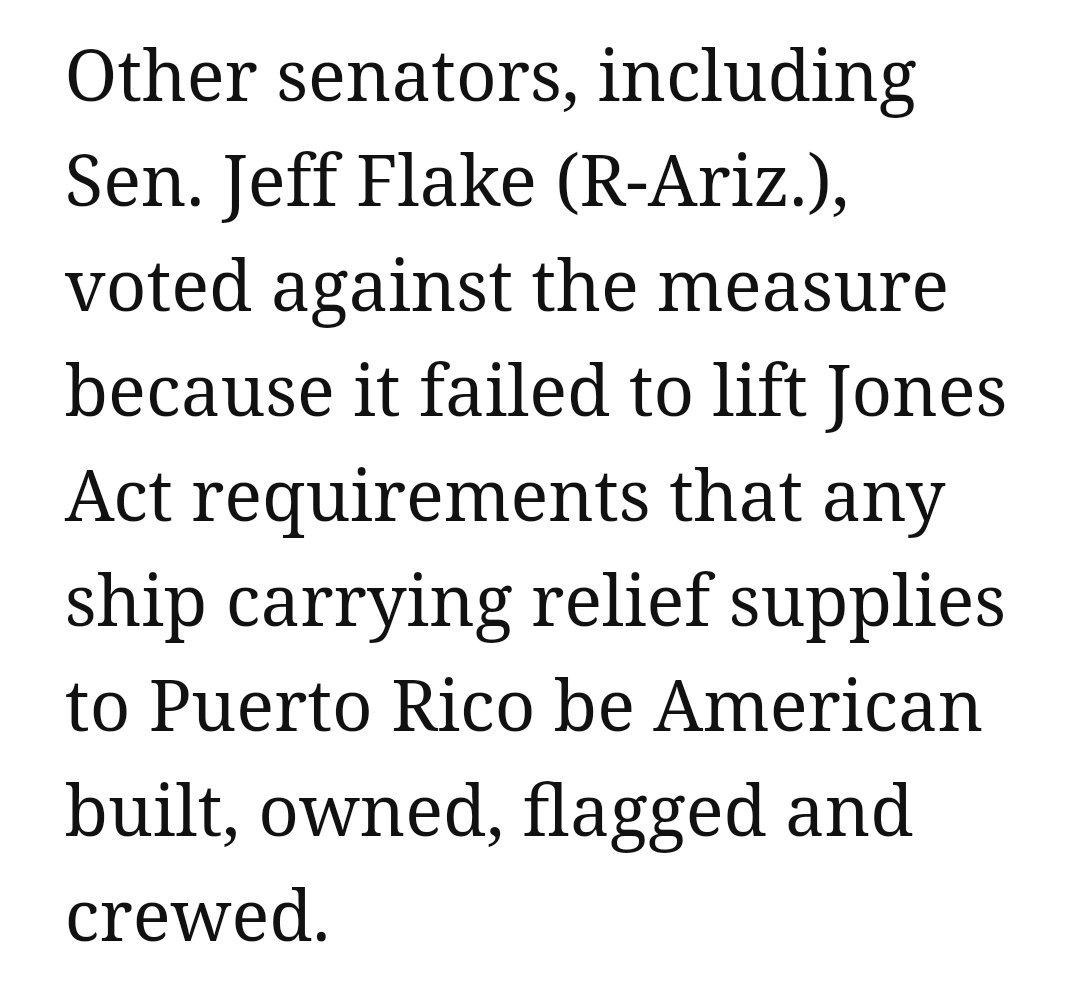 Other senators, including
Sen. Jeff Flake (R-Ariz.),
voted against the measure
because it failed to lift Jones
Act requirements that any
ship carrying relief supplies
to Puerto Rico be American
built, owned, flagged and
crewed.